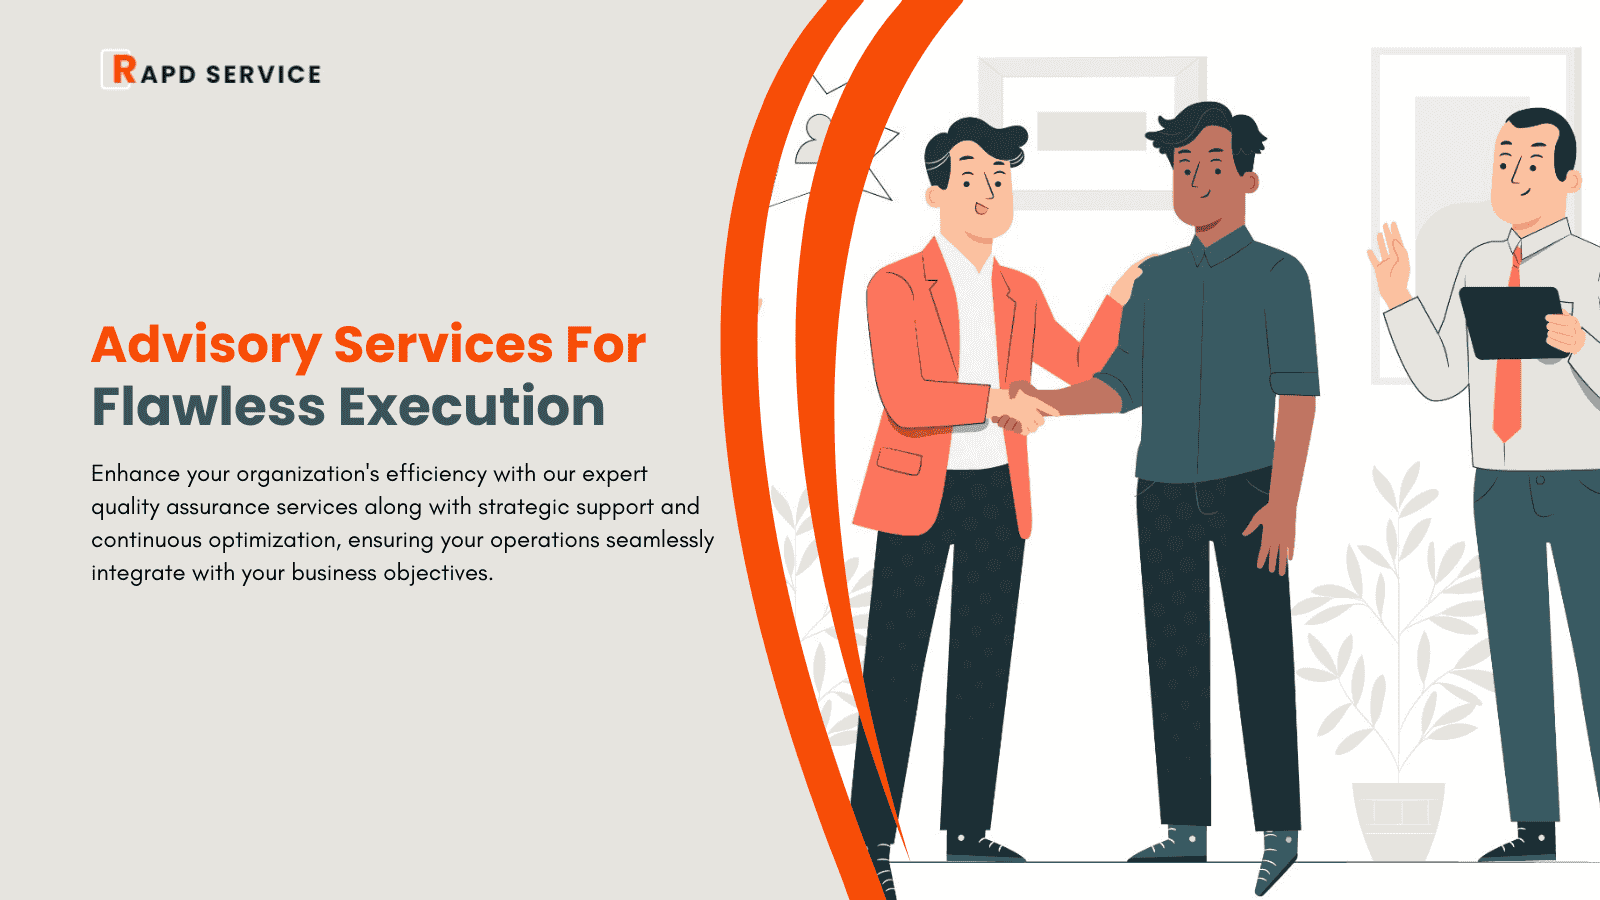 RAPD SERVICE
Advisory Services For
Flawless Execution
Enhance your organization's efficiency with our expert
quality assurance services along with strategic support and
continuous optimization, ensuring your operations seamlessly
integrate with your business objectives.